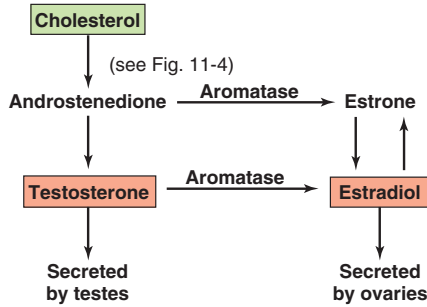 Cholesterol
(see Fig. 11-4)
Androstenedione
Aromatase
Estrone
Testosterone
Aromatase
Estradiol
Secreted
by testes
Secreted
by ovaries